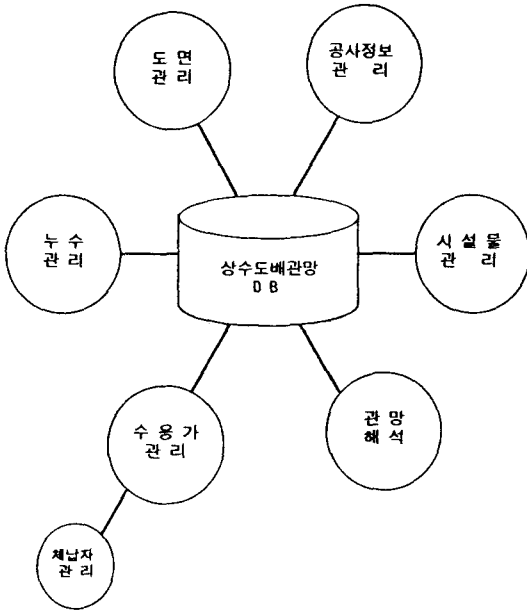 도 면
관 리
공사정보
관 리
누 수
관 리
상수도배관망
D B
시 설 물
관 리
수 용 가
관 리
관 망
해 석
체납자
관 리